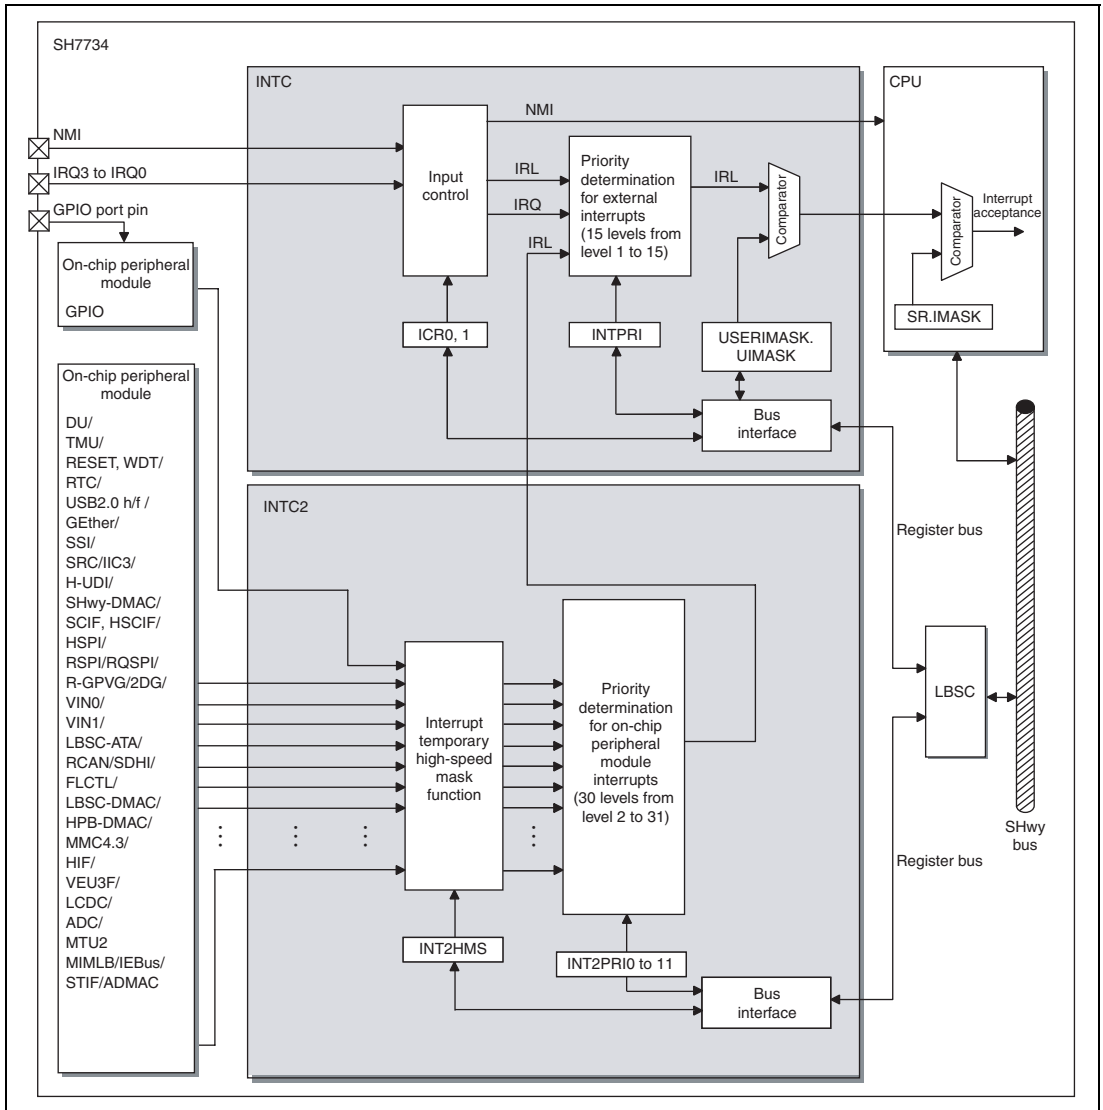 SH7734
INTC
CPU
NMI
NMI
IRQ3 to IRQ0
GPIO port pin
Input
control
IRL
IRQ
IRL
Priority
determination
for external
interrupts
(15 levels from
level 1 to 15)
IRL
Comparator
Comparator
Interrupt
acceptance
SR.IMASK
On-chip peripheral
module
GPIO
ICR0, 1
INTPRI
USERIMASK.
UIMASK
Bus
interface
On-chip peripheral
module
DU/
TMU/
RESET, WDT/
RTC/
USB2.0 h/f /
GEther/
SSI/
SRC/IIC3/
H-UDI/
SHwy-DMAC/
SCIF, HSCIF/
HSPI/
RSPI/RQSPI/
R-GPVG/2DG/
VIN0/
VIN1/
LBSC-ATA/
RCAN/SDHI/
FLCTL/
LBSC-DMAC/
HPB-DMAC/
MMC4.3/
HIF/
VEU3F/
LCDC/
ADC/
MTU2
MIMLB/IEBus/
STIF/ADMAC
INTC2
Interrupt
temporary
high-speed
mask
function
Priority
determination
for on-chip
peripheral
module
interrupts
(30 levels from
level 2 to 31)
INT2HMS
INT2PRI0 to 11
Bus
interface
Register bus
LBSC
Register bus
SHwy
bus